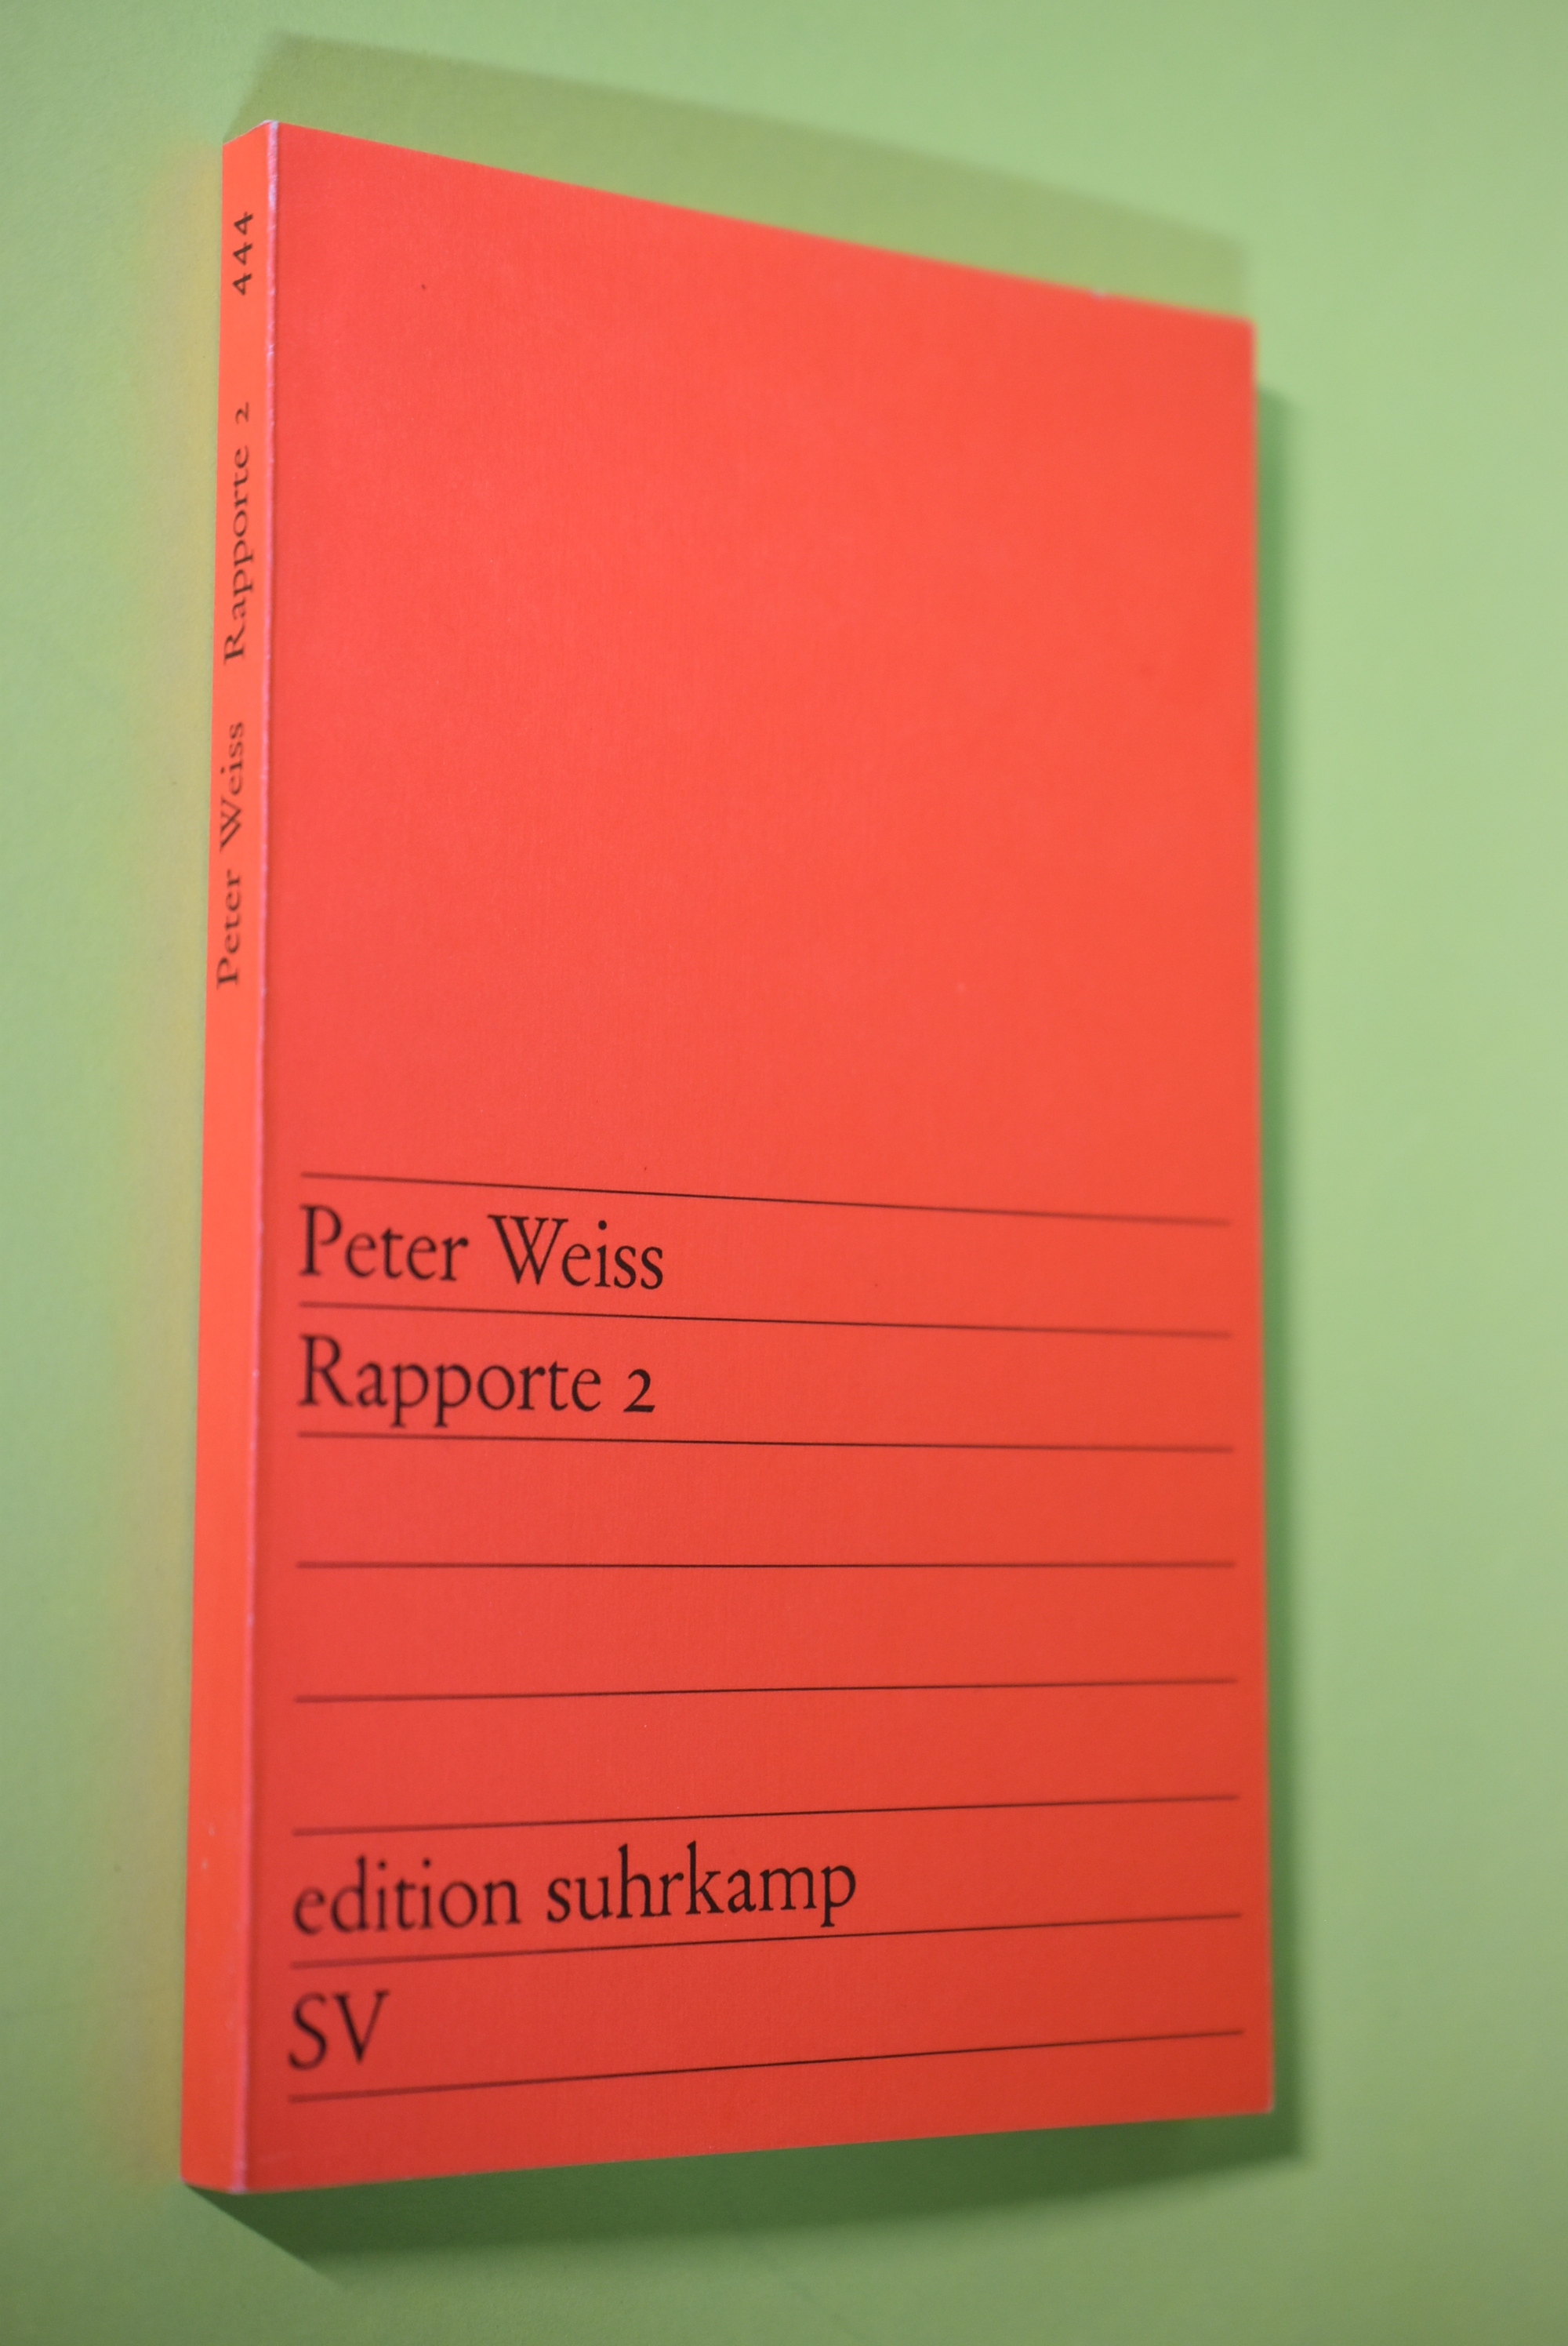 Peter Weiss Rapporte 2 444
Peter Weiss
Rapporte 2
edition suhrkamp
SV